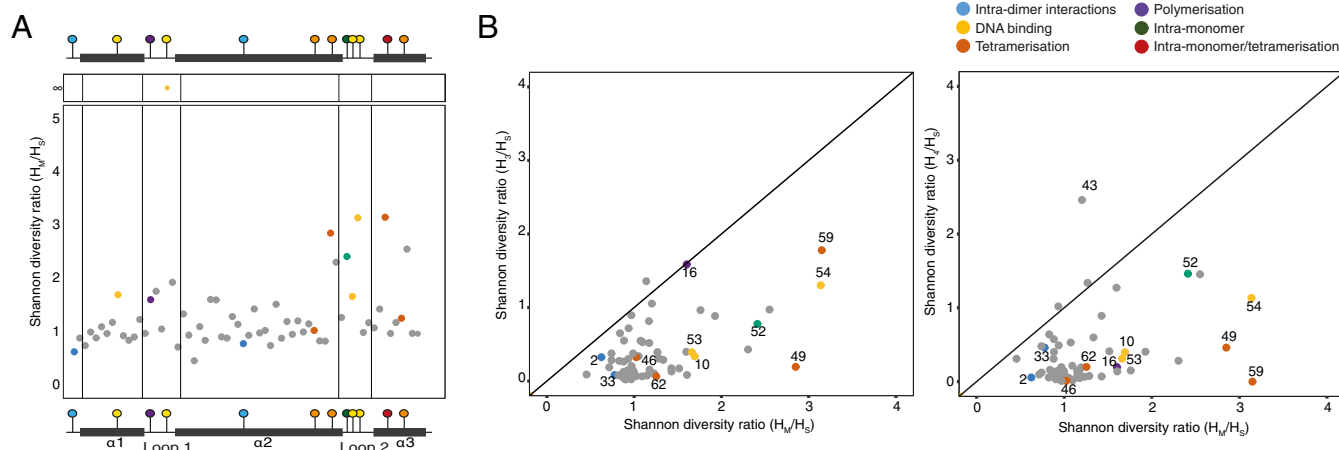 A
B
Intra-dimer interactions
DNA binding
Tetramerisation
Polymerisation
Intra-monomer
Intra-monomer/tetramerisation
∞
5
4
3
2
1
0
Shannon diversity ratio (HM/HS)
α1
Loop 1
α2
Loop 2
α3
4
3
2
1
0
Shannon diversity ratio (H3/HS)
59
16
54
52
53
2
46
10
49
33
62
0 1 2 3 4
Shannon diversity ratio (HM/HS)
4
3
2
1
0
Shannon diversity ratio (H4/HS)
43
52
54
10
49
33
62
16
53
2
46
59
0 1 2 3 4
Shannon diversity ratio (HM/HS)